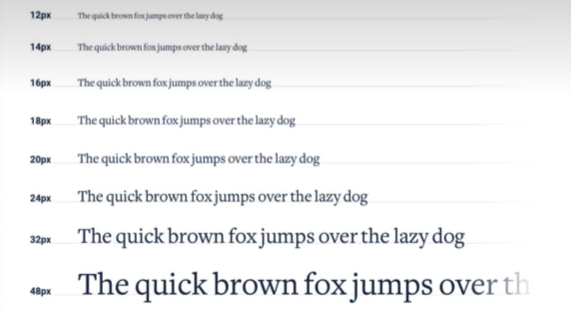 12px The quick brown fox jumps over the lazy dog
14px The quick brown fox jumps over the lazy dog
16px The quick brown fox jumps over the lazy dog
18px The quick brown fox jumps over the lazy dog
20px The quick brown fox jumps over the lazy dog
24px The quick brown fox jumps over the lazy dog
32px The quick brown fox jumps over the lazy dog
48px The quick brown fox jumps over th